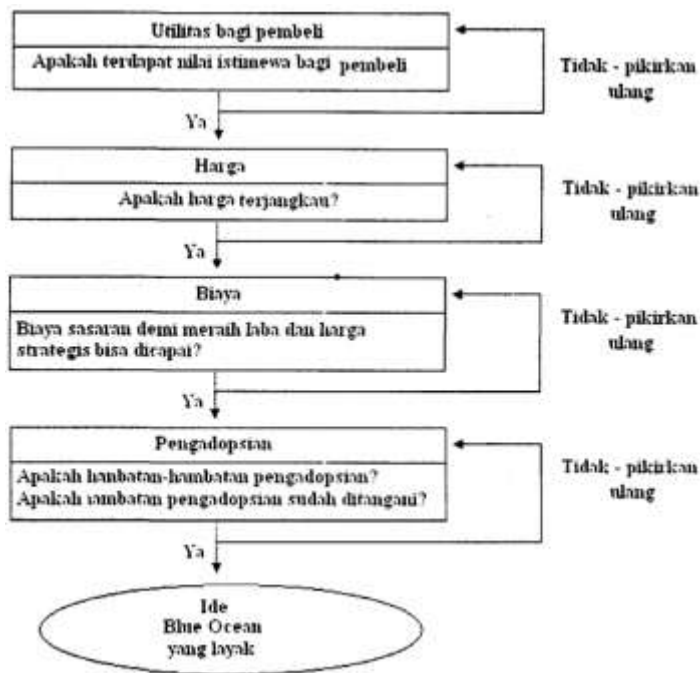 Utilitas bagi pembeli
Apakah terdapat nilai istimewa bagi pembeli
Tidak - pikirkan
ulang
Ya
Harga
Apakah harga terjangkau?
Tidak - pikirkan
ulang
Ya
Biaya
Biaya sasaran demi meraih laba dan harga
strategis bisa dicapai?
Tidak - pikirkan
ulang
Ya
Pengadopsian
Apakah hanbatan-hambatan pengadopsian?
Apakah iambatan pengadopsian sudah ditangani?
Tidak - pikirkan
ulang
Ya
Ide
Blue Ocean
yang layak